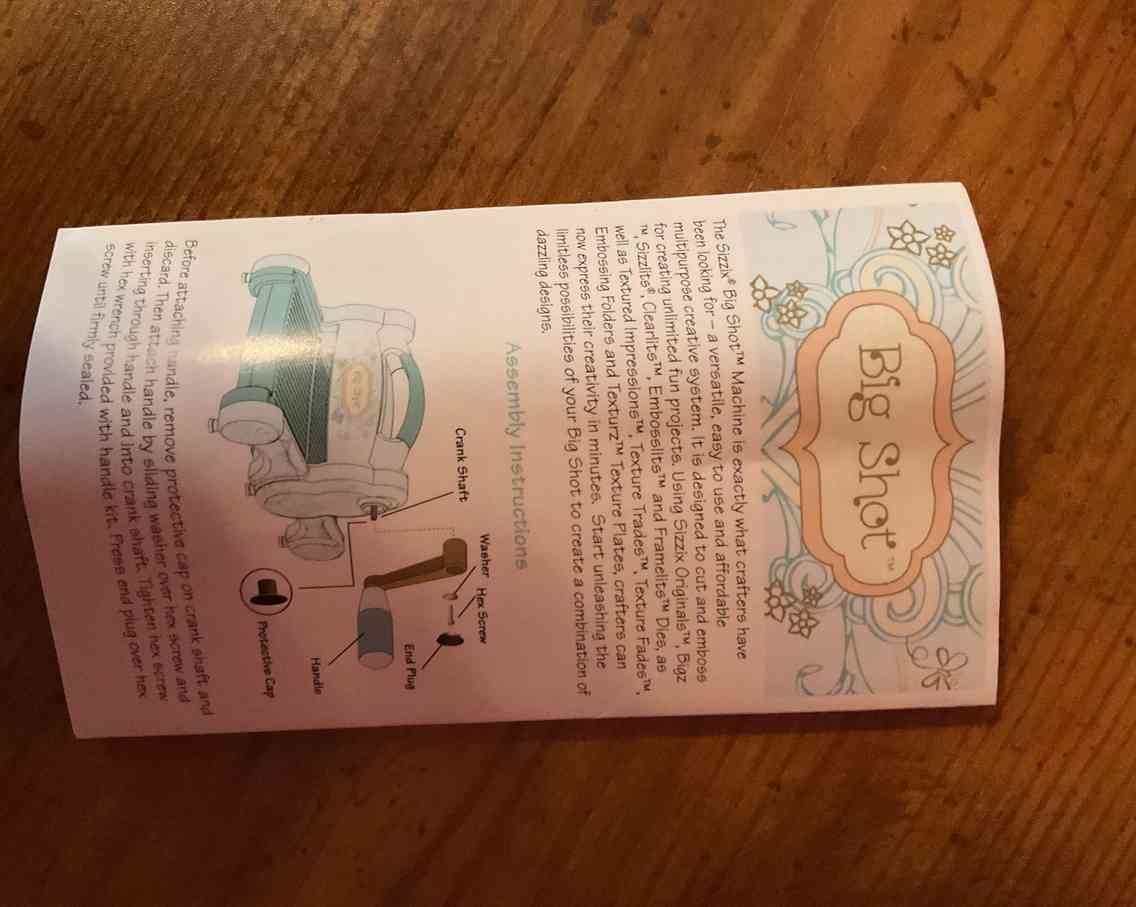 Big Shot™
The Sizzix® Big Shot™ Machine is exactly what crafters have
been looking for – a versatile, easy to use and affordable
multipurpose creative system. It is designed to cut and emboss
for creating unlimited fun projects. Using Sizzix Originals™, Bigz
™, Sizzlits®, Clearlits™, Embosslits™ and Framelits™ Dies, as
well as Textured Impressions™, Texture Trades™, Texture Fades™,
Embossing Folders and Texturz™ Texture Plates, crafters can
now express their creativity in minutes. Start unleashing the
limitless possibilities of your Big Shot to create a combination of
dazzling designs.
Assembly Instructions
Crank Shaft
Washer
Hex Screw
End Plug
Handle
Protective Cap
Before attaching handle, remove protective cap on crank shaft and
discard. Then attach handle by sliding washer over hex screw and
inserting through handle and into crank shaft. Tighten hex screw
with hex wrench provided with handle kit. Press end plug over hex
screw until firmly sealed.